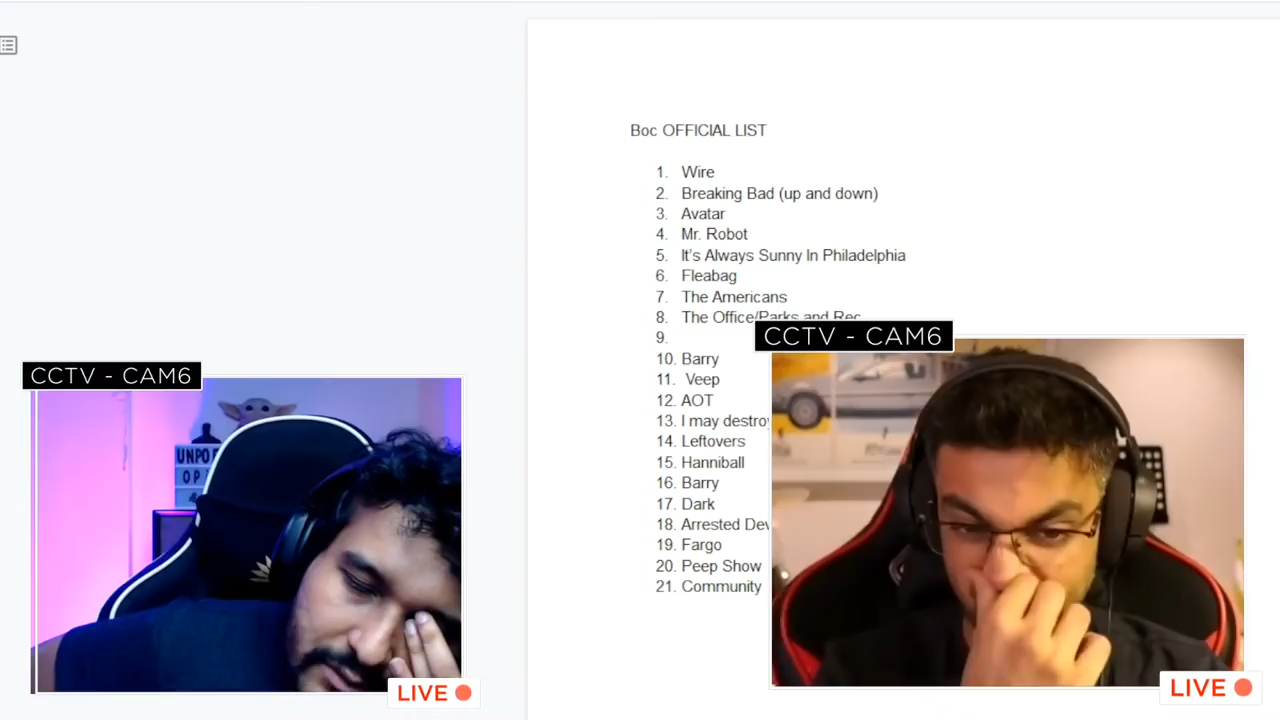 Boc OFFICIAL LIST
1. Wire
2. Breaking Bad (up and down)
3. Avatar
4. Mr. Robot
5. It's Always Sunny In Philadelphia
6. Fleabag
7. The Americans
8. The Office/Parks and Rec
9.
10. Barry
11. Veep
12. AOT
13. I may destroy
14. Leftovers
15. Hanniball
16. Barry
17. Dark
18. Arrested Dev
19. Fargo
20. Peep Show
21. Community
CCTV - CAM6
CCTV - CAM6
UNPO
OP
LIVE
LIVE